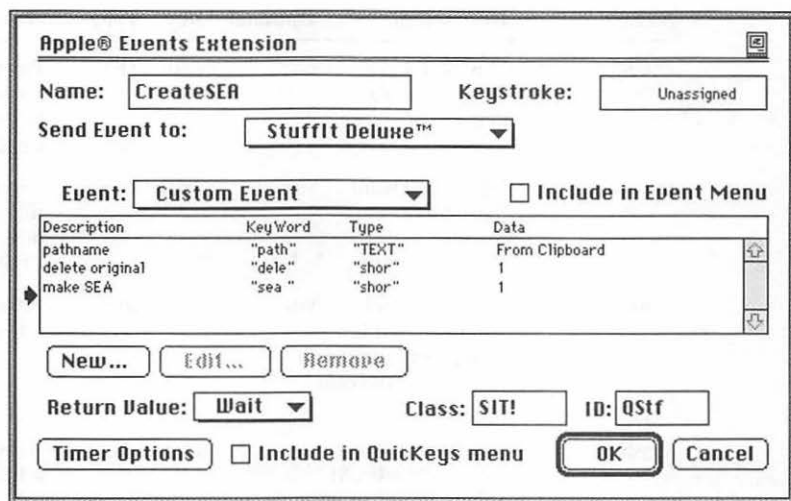 Apple® Events Extension
Name: CreateSEA Keystroke: Unassigned
Send Event to: StuffIt Deluxe™
Event: Custom Event Include in Event Menu
Description KeyWord Type Data
pathname "path" "TEXT" From Clipboard
delete original "dele" "shor" 1
make SEA "sea " "shor" 1
New... Edit... Remove
Return Value: Wait Class: SIT! ID: QStf
Timer Options Include in QuicKeys menu OK Cancel